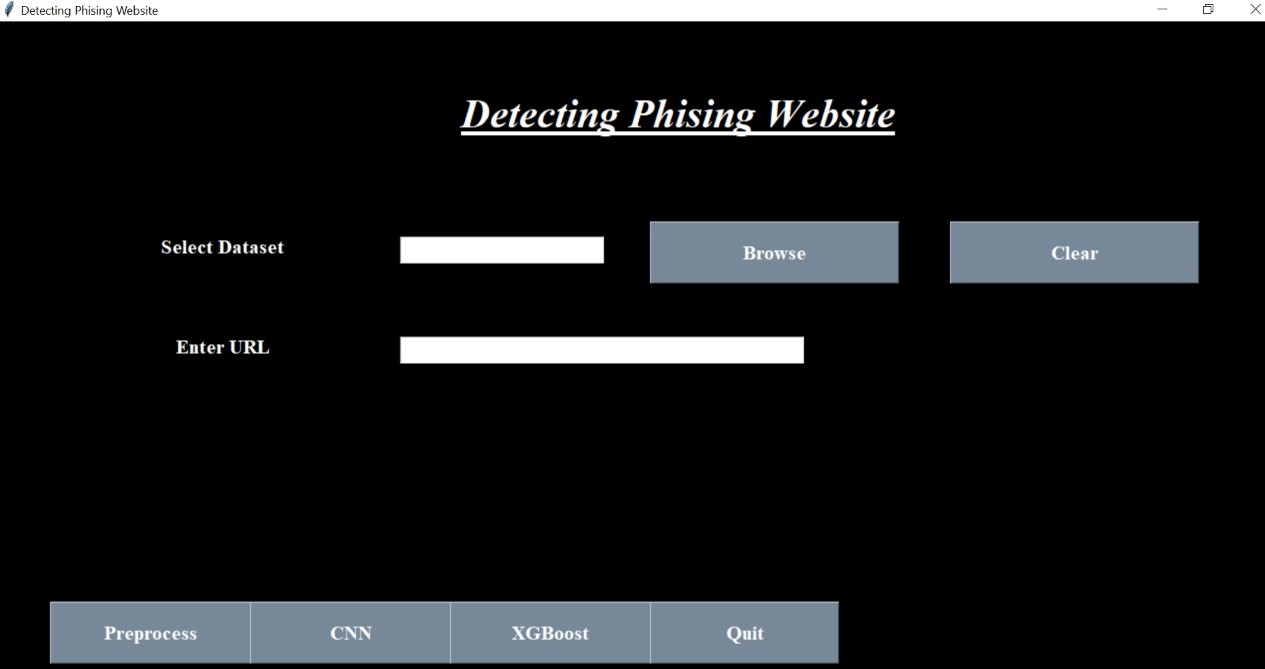 Detecting Phising Website
Detecting Phising Website
Select Dataset
Browse
Clear
Enter URL
Preprocess
CNN
XGBoost
Quit